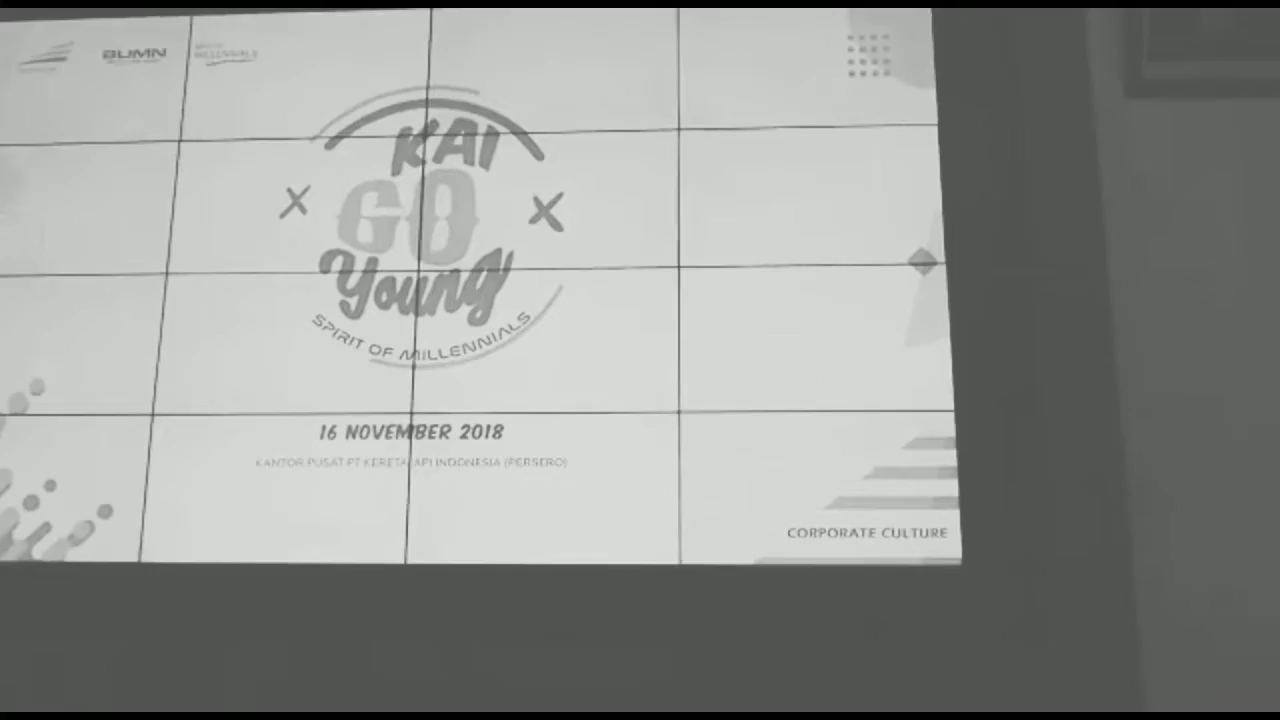 BUMN
MILLENNIALS
KAI
GO
Young
SPIRIT OF MILLENNIALS
16 NOVEMBER 2018
KANTOR PUSAT PT KERETA API INDONESIA (PERSERO)
CORPORATE CULTURE